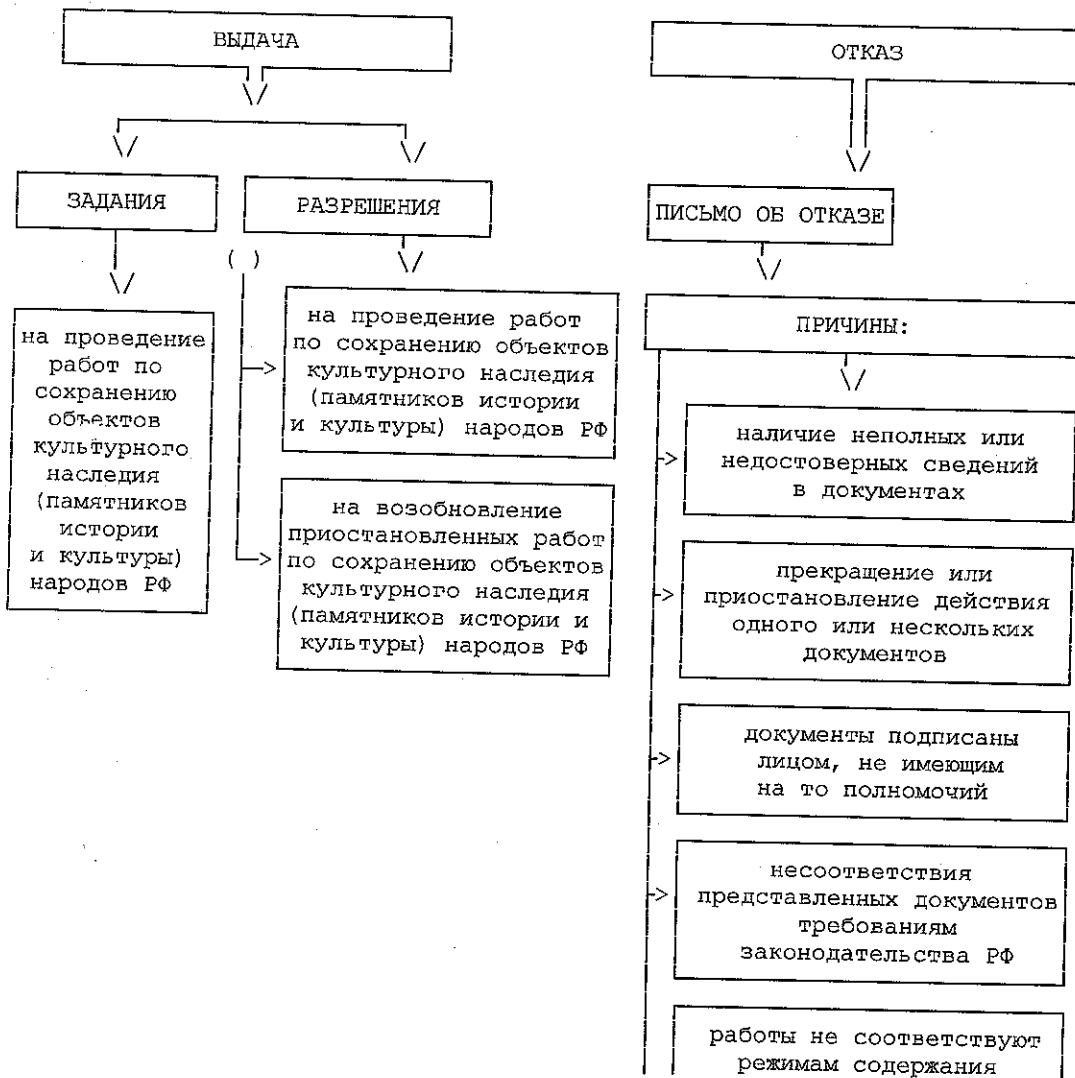 ВЫДАЧА
ОТКАЗ
ЗАДАНИЯ
РАЗРЕШЕНИЯ
ПИСЬМО ОБ ОТКАЗЕ
( )
на проведение
работ по
сохранению
объектов
культурного
наследия
(памятников
истории
и культуры)
народов РФ
на проведение работ
по сохранению объектов
культурного наследия
(памятников истории
и культуры) народов РФ
на возобновление
приостановленных работ
по сохранению объектов
культурного наследия
(памятников истории и
культуры) народов РФ
ПРИЧИНЫ:
наличие неполных или
недостоверных сведений
в документах
прекращение или
приостановление действия
одного или нескольких
документов
документы подписаны
лицом, не имеющим
на то полномочий
несоответствия
представленных документов
требованиям
законодательства РФ
работы не соответствуют
режимам содержания